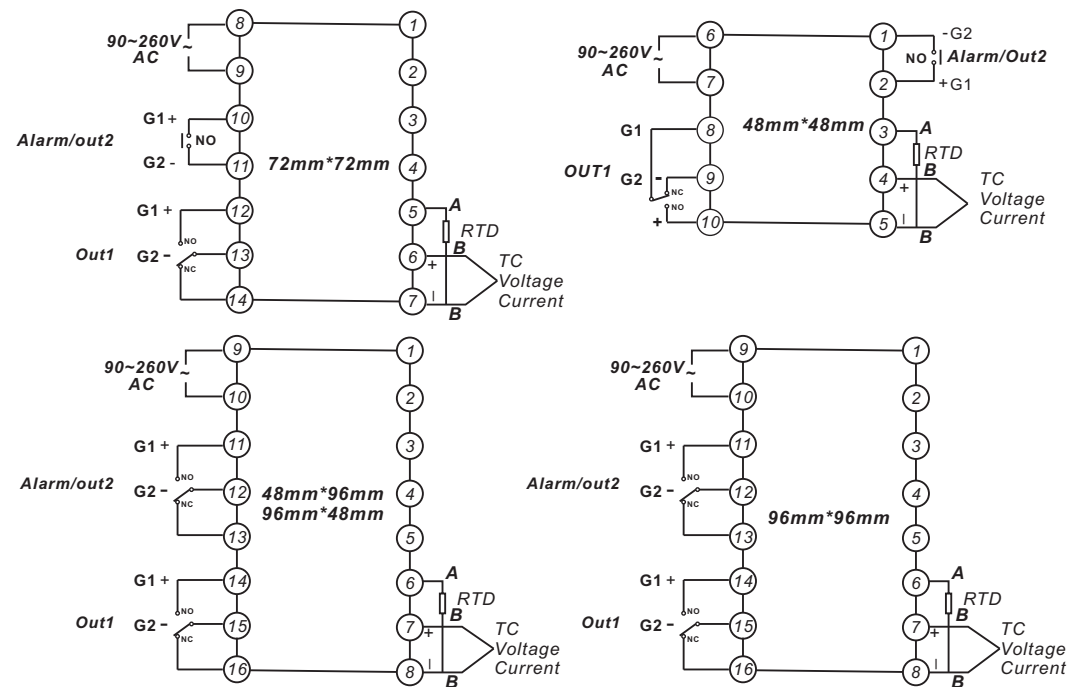 8 1
90~260V
~
AC
9 2
G1 + 10 3
Alarm/out2 NO
G2 - 11 4
72mm*72mm
G1 + 12 5 A
NO RTD
Out1 G2 - 13 6 + B TC
NC Voltage
14 7 - B Current
6 1 -G2
90~260V
~
AC NO Alarm/Out2
7 2 +G1
48mm*48mm
G1 8 3 A
RTD
OUT1 G2 - 9 4 + B TC
NC Voltage
NO Current
+ 10 5 - B
9 1
90~260V
~
AC
10 2
G1 + 11 3
NO
Alarm/out2 G2 - 12 4
NC
48mm*96mm
96mm*48mm
13 5
G1 + 14 6 A
NO RTD
Out1 G2 - 15 7 + B TC
NC Voltage
16 8 - B Current
9 1
90~260V
~
AC
10 2
G1 + 11 3
NO
Alarm/out2 G2 - 12 4
NC
96mm*96mm
13 5
G1 + 14 6 A
NO RTD
Out1 G2 - 15 7 + B TC
NC Voltage
16 8 - B Current